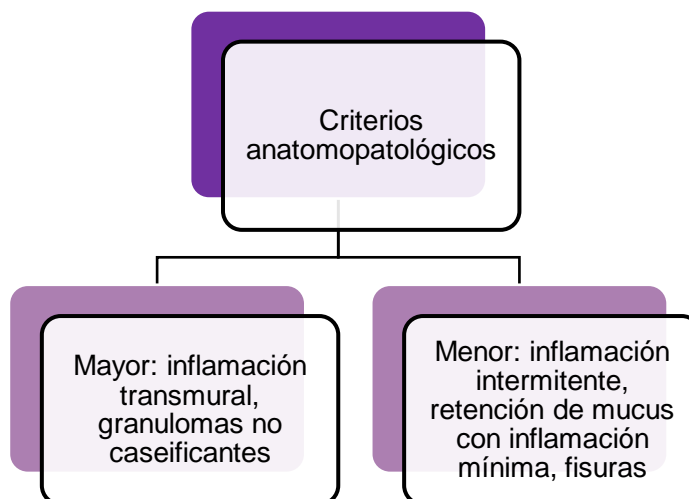 Criterios
anatomopatológicos
Mayor: inflamación
transmural,
granulomas no
caseificantes
Menor: inflamación
intermitente,
retención de mucus
con inflamación
mínima, fisuras